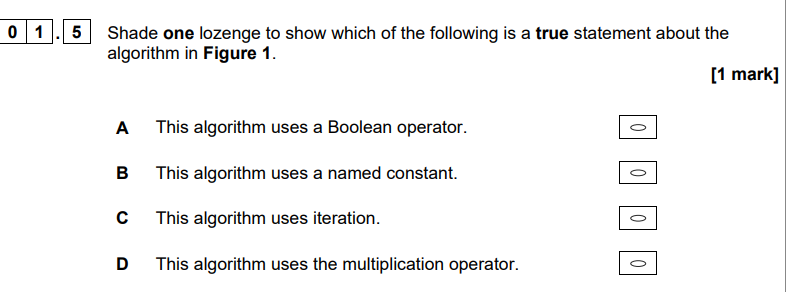 0 1 . 5 Shade one lozenge to show which of the following is a true statement about the
algorithm in Figure 1.
[1 mark]
A This algorithm uses a Boolean operator.
B This algorithm uses a named constant.
C This algorithm uses iteration.
D This algorithm uses the multiplication operator.